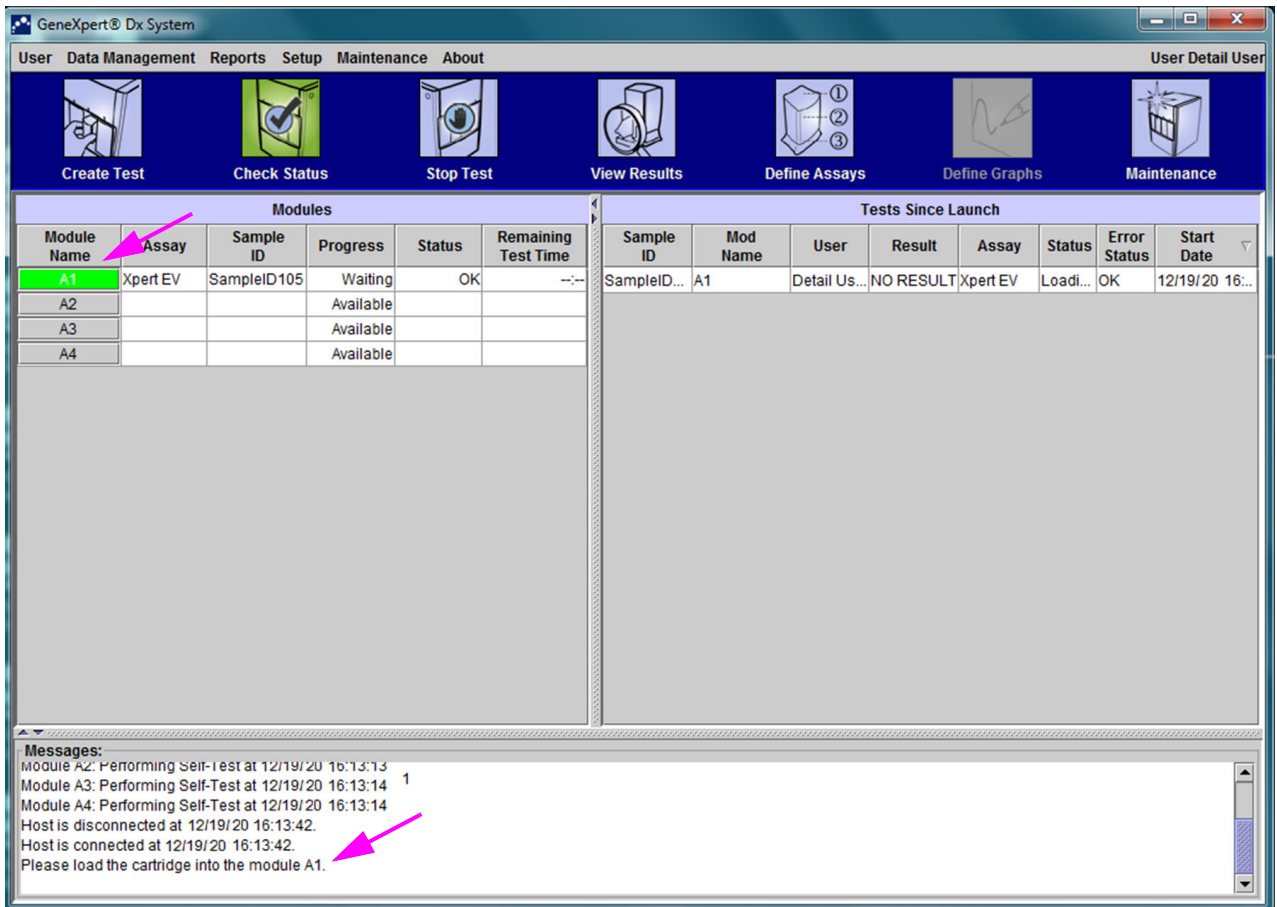 GeneXpert® Dx System
User Data Management Reports Setup Maintenance About User Detail User
Create Test Check Status Stop Test View Results Define Assays Define Graphs Maintenance
Modules
Module Name Assay Sample ID Progress Status Remaining Test Time
A1 Xpert EV SampleID105 Waiting OK --:--
A2 Available
A3 Available
A4 Available
Tests Since Launch
Sample ID Mod Name User Result Assay Status Error Status Start Date
SampleID... A1 Detail Us... NO RESULT Xpert EV Loadi... OK 12/19/20 16:..
Messages:
Module A2: Performing Self-Test at 12/19/20 16:13:13
Module A3: Performing Self-Test at 12/19/20 16:13:14 1
Module A4: Performing Self-Test at 12/19/20 16:13:14
Host is disconnected at 12/19/20 16:13:42.
Host is connected at 12/19/20 16:13:42.
Please load the cartridge into the module A1.